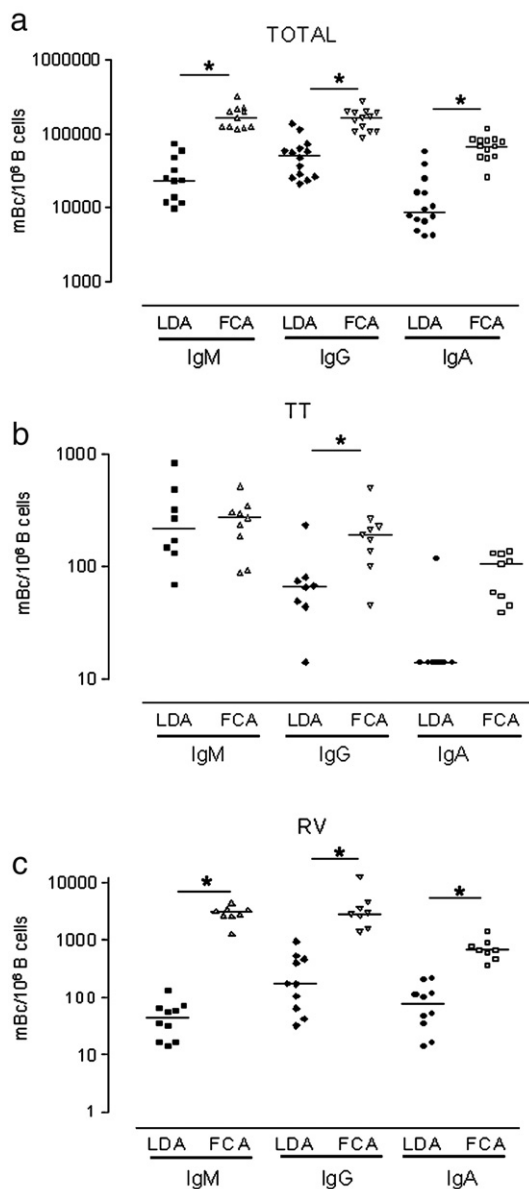 a
TOTAL
*
*
*
mBc/10⁶ B cells
1000000
100000
10000
1000
LDA FCA LDA FCA LDA FCA
IgM IgG IgA
b
TT
*
mBc/10⁶ B cells
1000
100
10
LDA FCA LDA FCA LDA FCA
IgM IgG IgA
c
RV
*
*
*
mBc/10⁶ B cells
10000
1000
100
10
1
LDA FCA LDA FCA LDA FCA
IgM IgG IgA